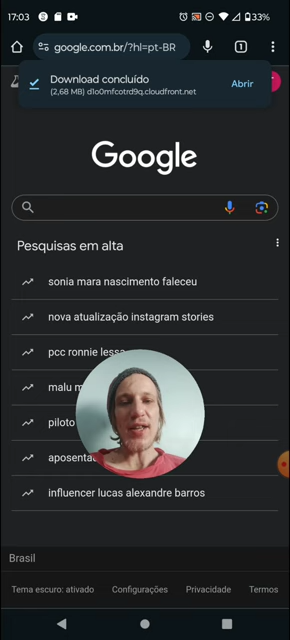 17:03
33%
google.com.br/?hl=pt-BR
1
Download concluído
(2,68 MB) d1o0mfcotrd9q.cloudfront.net
Abrir
Google
Pesquisas em alta
sonia mara nascimento faleceu
nova atualização instagram stories
pcc ronnie lessa
malu
piloto
influencer lucas alexandre barros
Brasil
Tema escuro: ativado
Configurações
Privacidade
Termos